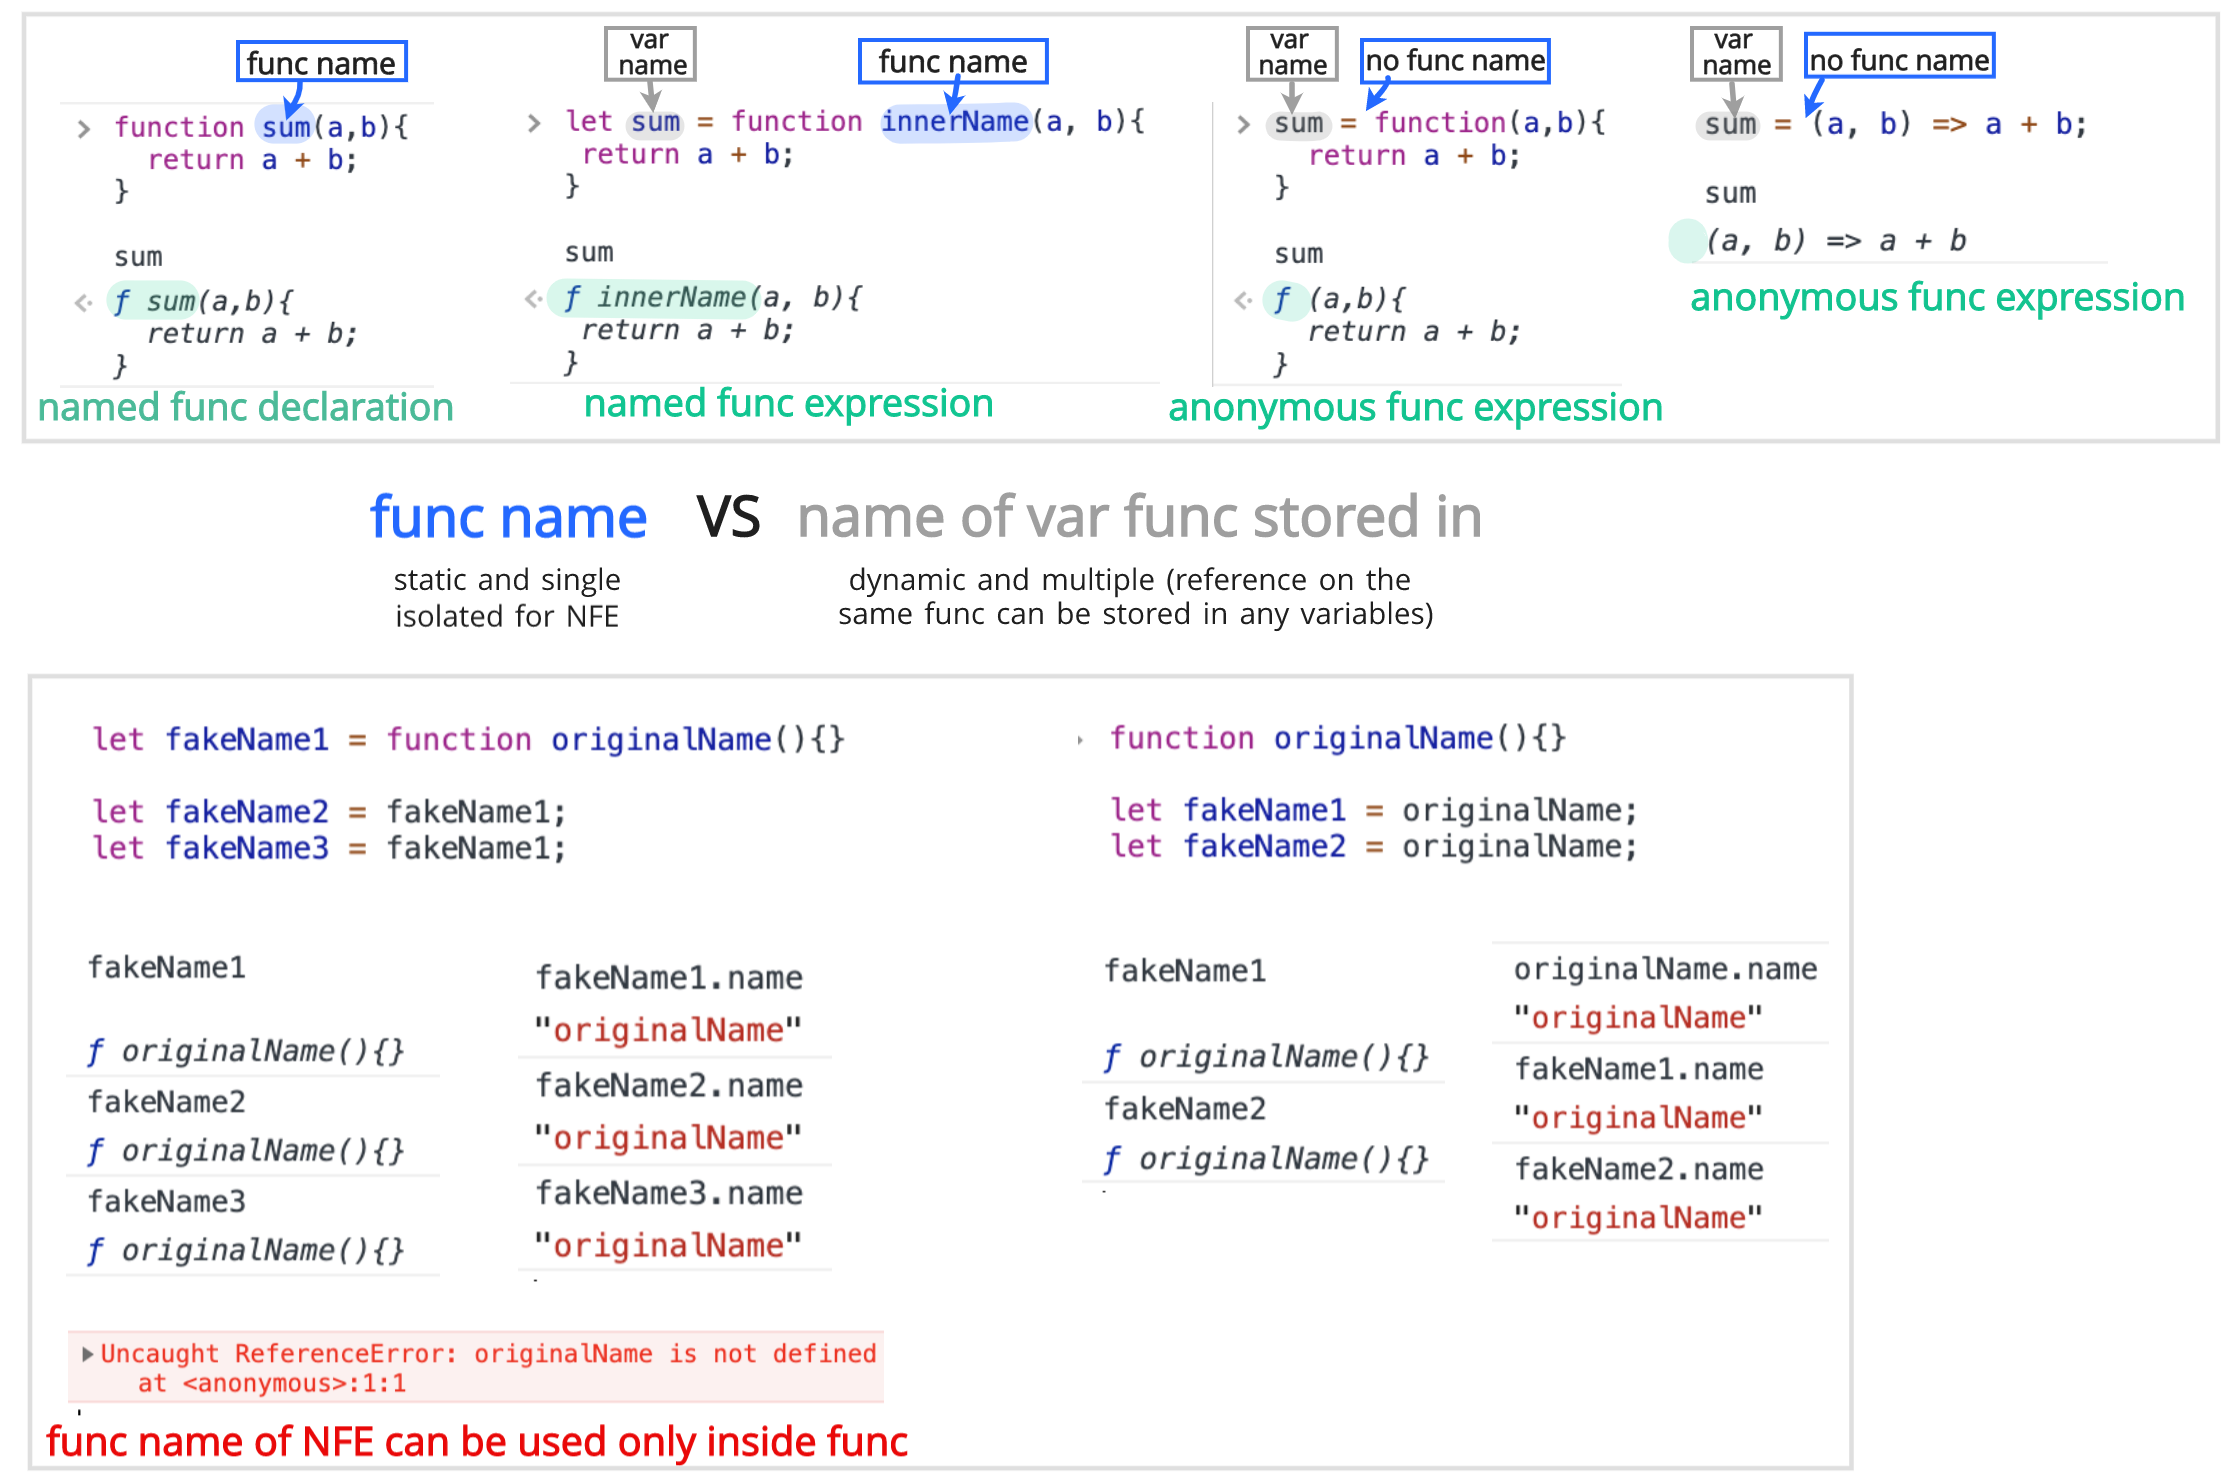 func name
function sum(a,b){
return a + b;
}
sum
ƒ sum(a,b){
return a + b;
}
named func declaration
var
name
func name
let sum = function innerName(a, b){
return a + b;
}
sum
ƒ innerName(a, b){
return a + b;
}
named func expression
var
name
no func name
sum = function(a,b){
return a + b;
}
sum
ƒ (a,b){
return a + b;
}
anonymous func expression
var
name
no func name
sum = (a, b) => a + b;
sum
(a, b) => a + b
anonymous func expression
func name VS name of var func stored in
static and single
isolated for NFE
dynamic and multiple (reference on the
same func can be stored in any variables)
let fakeName1 = function originalName(){}
let fakeName2 = fakeName1;
let fakeName3 = fakeName1;
fakeName1
ƒ originalName(){}
fakeName2
ƒ originalName(){}
fakeName3
ƒ originalName(){}
fakeName1.name
"originalName"
fakeName2.name
"originalName"
fakeName3.name
"originalName"
Uncaught ReferenceError: originalName is not defined
at <anonymous>:1:1
func name of NFE can be used only inside func
function originalName(){}
let fakeName1 = originalName;
let fakeName2 = originalName;
fakeName1
ƒ originalName(){}
fakeName2
ƒ originalName(){}
originalName.name
"originalName"
fakeName1.name
"originalName"
fakeName2.name
"originalName"